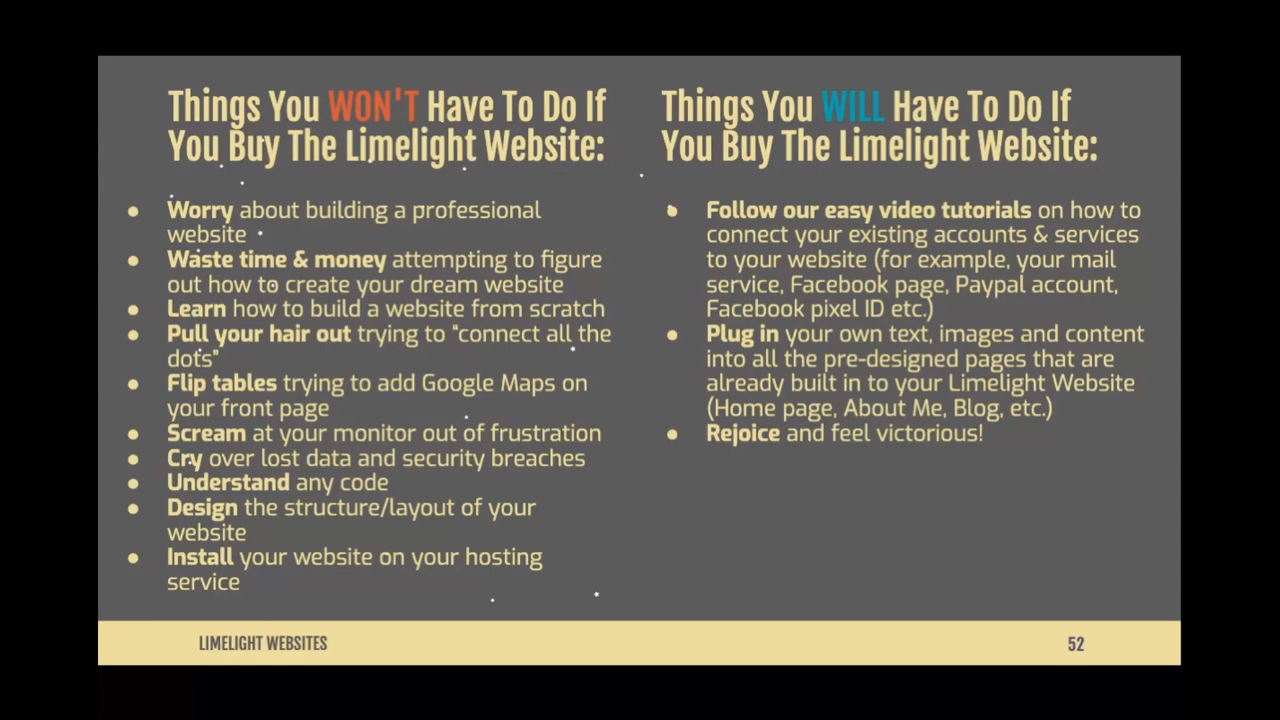 Things You WON'T Have To Do If
You Buy The Limelight Website:
● Worry about building a professional
website
● Waste time & money attempting to figure
out how to create your dream website
● Learn how to build a website from scratch
● Pull your hair out trying to “connect all the
dots”
● Flip tables trying to add Google Maps on
your front page
● Scream at your monitor out of frustration
● Cry over lost data and security breaches
● Understand any code
● Design the structure/layout of your
website
● Install your website on your hosting
service
Things You WILL Have To Do If
You Buy The Limelight Website:
● Follow our easy video tutorials on how to
connect your existing accounts & services
to your website (for example, your mail
service, Facebook page, Paypal account,
Facebook pixel ID etc.)
● Plug in your own text, images and content
into all the pre-designed pages that are
already built in to your Limelight Website
(Home page, About Me, Blog, etc.)
● Rejoice and feel victorious!
LIMELIGHT WEBSITES
52